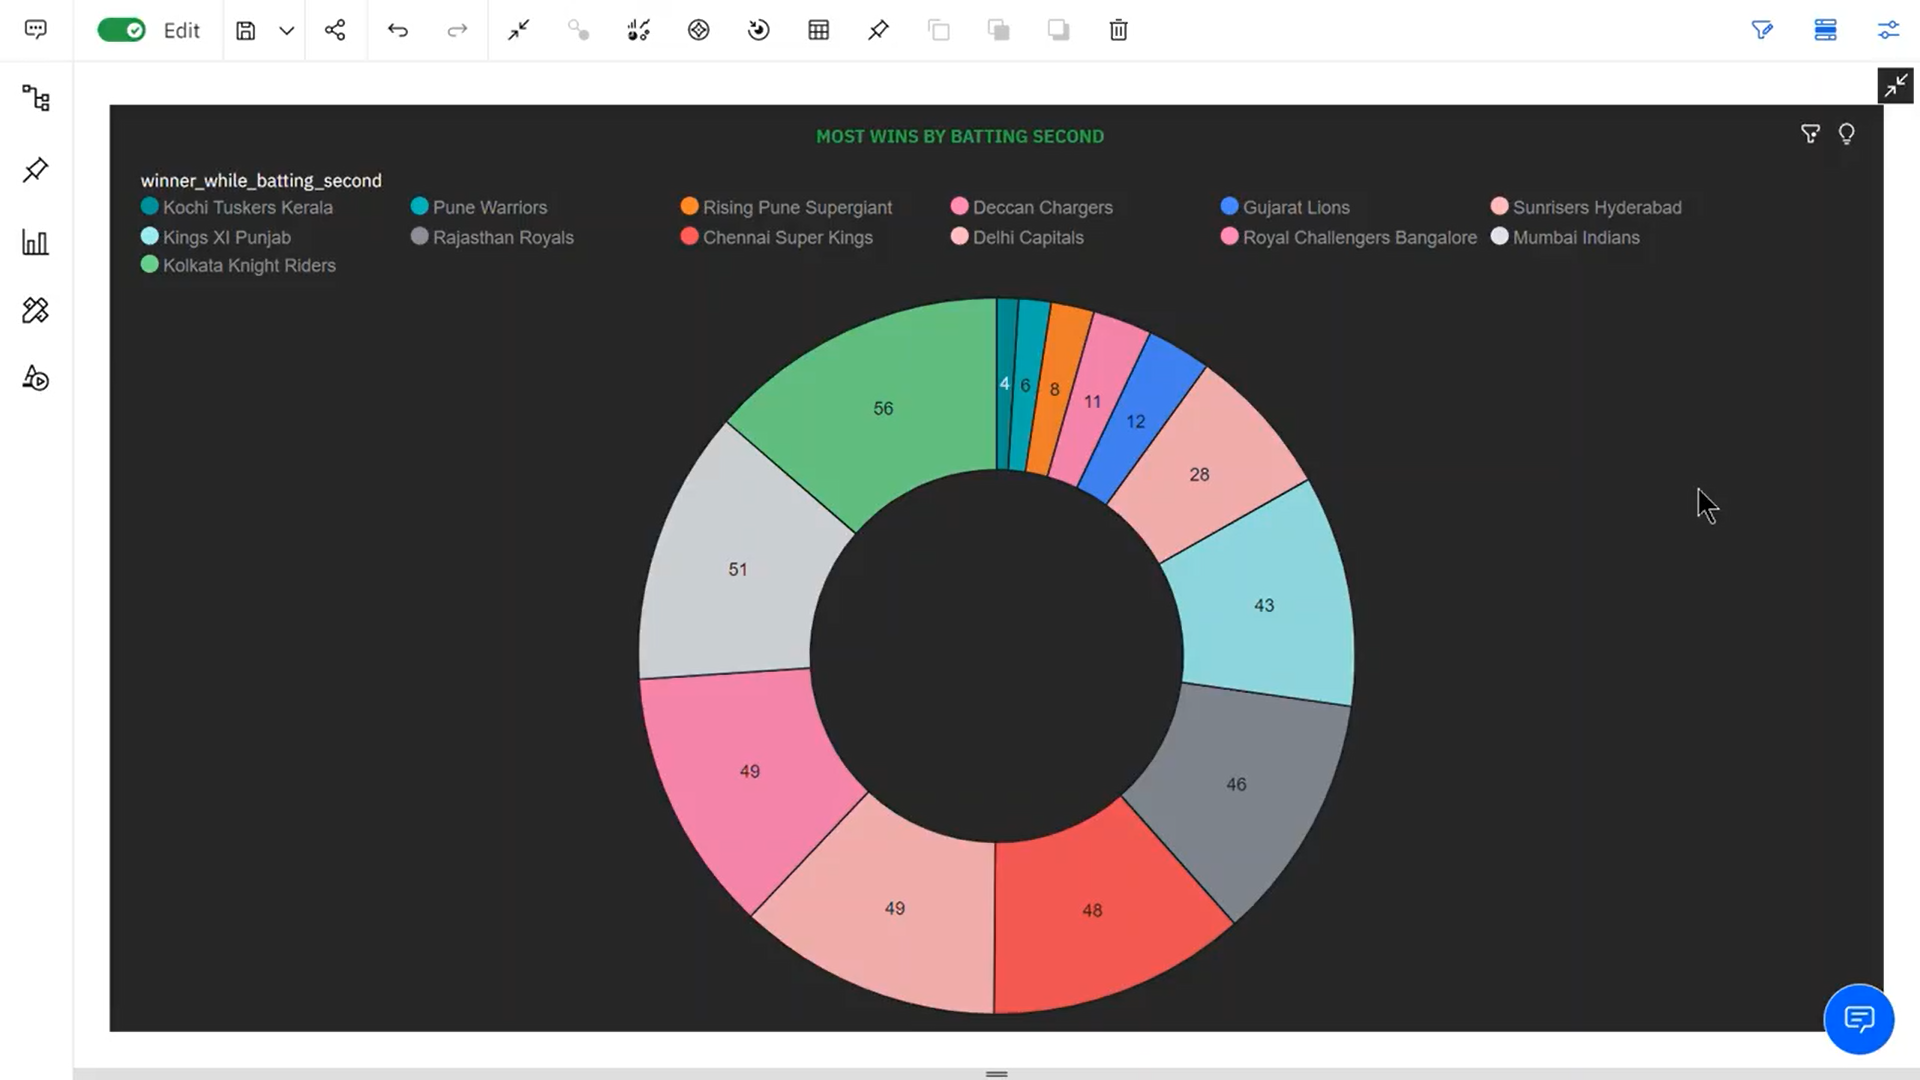 Edit
MOST WINS BY BATTING SECOND
winner_while_batting_second
Kochi Tuskers Kerala Pune Warriors Rising Pune Supergiant Deccan Chargers Gujarat Lions Sunrisers Hyderabad
Kings XI Punjab Rajasthan Royals Chennai Super Kings Delhi Capitals Royal Challengers Bangalore Mumbai Indians
Kolkata Knight Riders
4
6
8
11
12
28
43
46
48
49
49
51
56